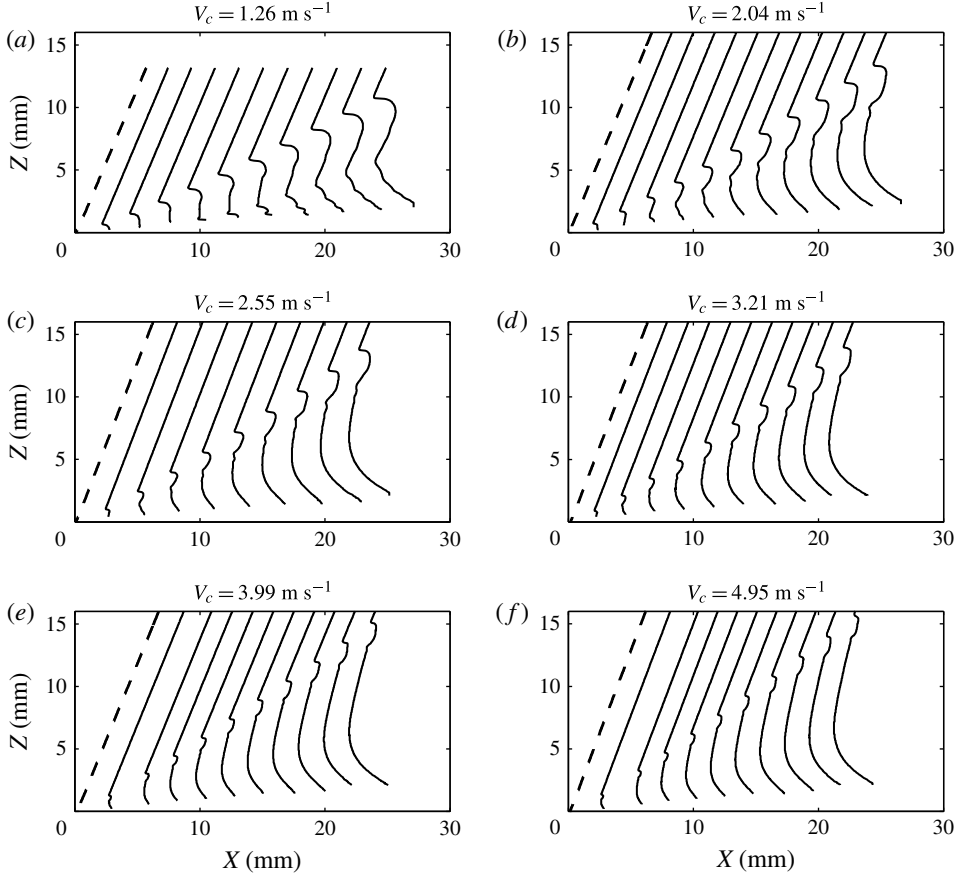 V_c = 1.26 m s⁻¹
V_c = 2.04 m s⁻¹
(a)
15
10
5
0
10
20
30
Z (mm)
(b)
15
10
5
0
10
20
30
V_c = 2.55 m s⁻¹
V_c = 3.21 m s⁻¹
(c)
15
10
5
0
10
20
30
Z (mm)
(d)
15
10
5
0
10
20
30
V_c = 3.99 m s⁻¹
V_c = 4.95 m s⁻¹
(e)
15
10
5
0
10
20
30
Z (mm)
X (mm)
(f)
15
10
5
0
10
20
30
X (mm)